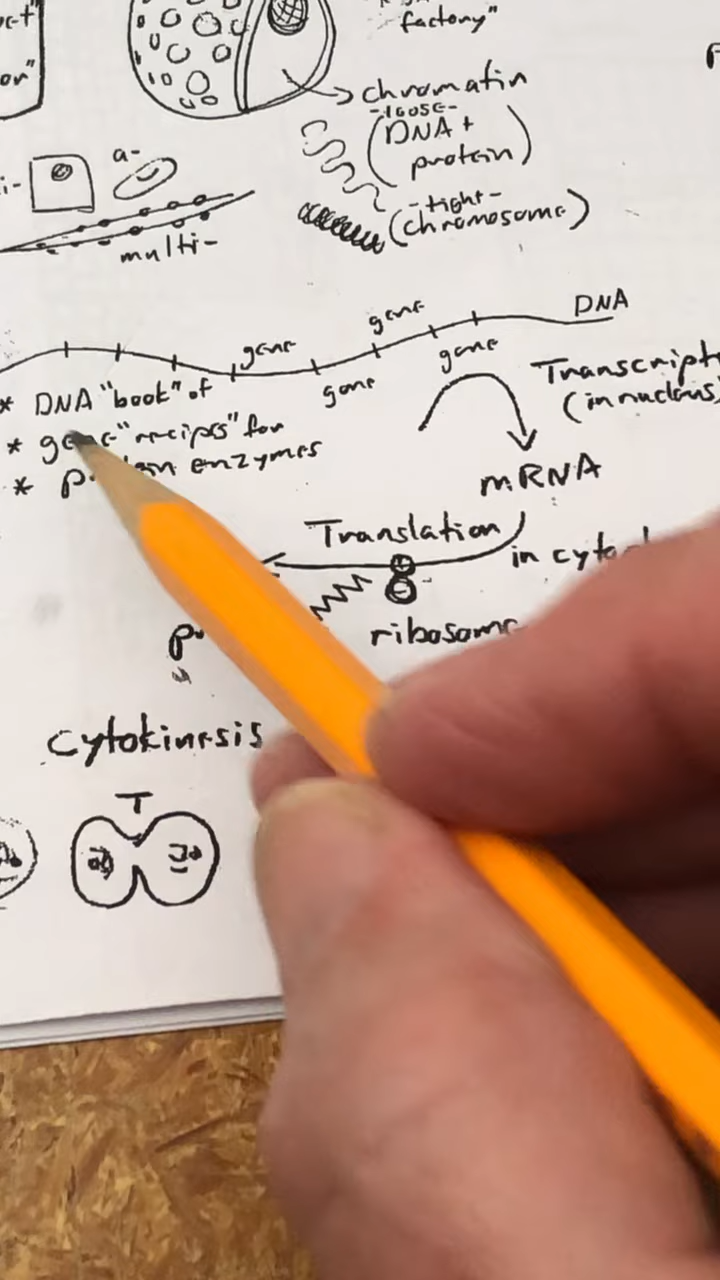 factory"
chromatin
-loose-
(DNA +
protein)
-tight-
(chromosome)
a-
multi-
DNA
gene
gene
gene
gene
* DNA "book" of
* gene "recipes" for
* enzymes
Transcript
(in nucleus)
mRNA
Translation
in cyto
ribosome
Cytokinesis
T